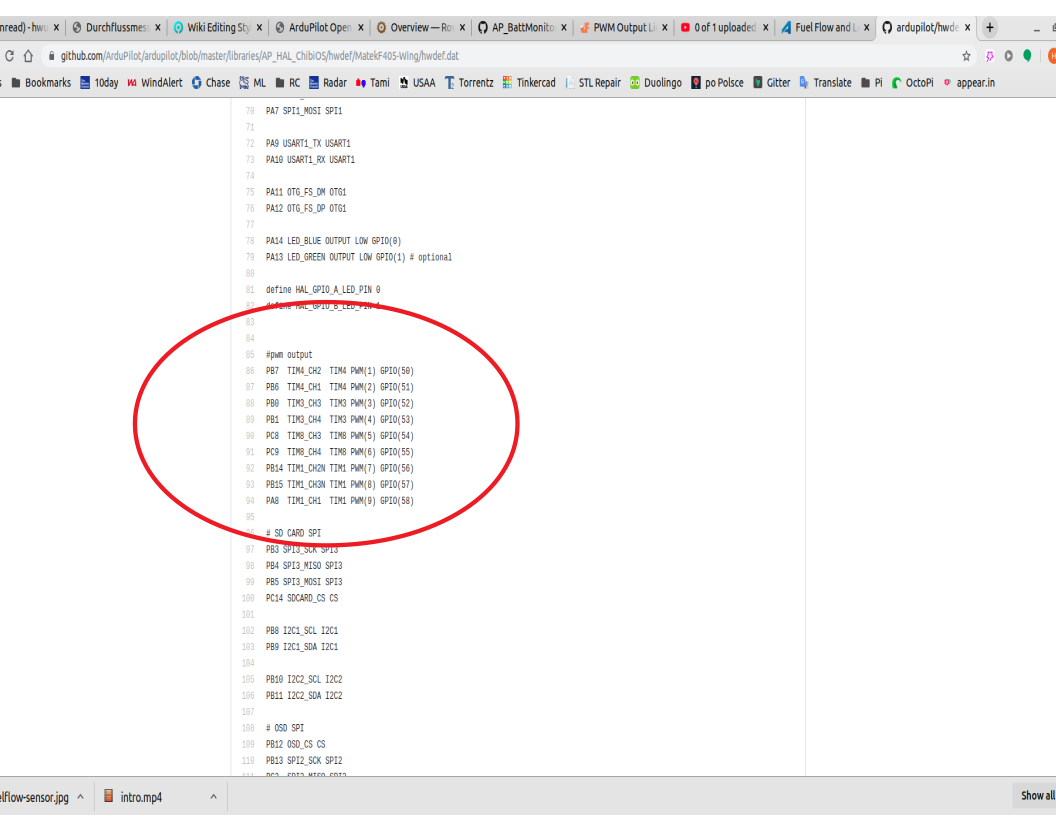 nread) - hwu x Durchflussmess x Wiki Editing Sty x ArduPilot Open x Overview — Rov x AP_BattMonitor x PWM Output Li x 0 of 1 uploaded x Fuel Flow and L x ardupilot/hwde x +
github.com/ArduPilot/ardupilot/blob/master/libraries/AP_HAL_ChibiOS/hwdef/MatekF405-Wing/hwdef.dat
s Bookmarks 10day WindAlert Chase ML RC Radar Tami USAA Torrentz Tinkercad STL Repair Duolingo po Polsce Gitter Translate Pi OctoPi appear.in
70 PA7 SPI1_MOSI SPI1
71
72 PA9 USART1_TX USART1
73 PA10 USART1_RX USART1
74
75 PA11 OTG_FS_DM OTG1
76 PA12 OTG_FS_DP OTG1
77
78 PA14 LED_BLUE OUTPUT LOW GPIO(0)
79 PA13 LED_GREEN OUTPUT LOW GPIO(1) # optional
80
81 define HAL_GPIO_A_LED_PIN 0
82 define HAL_GPIO_B_LED_PIN 1
83
84
85 #pwm output
86 PB7 TIM4_CH2 TIM4 PWM(1) GPIO(50)
87 PB6 TIM4_CH1 TIM4 PWM(2) GPIO(51)
88 PB0 TIM3_CH3 TIM3 PWM(3) GPIO(52)
89 PB1 TIM3_CH4 TIM3 PWM(4) GPIO(53)
90 PC8 TIM8_CH3 TIM8 PWM(5) GPIO(54)
91 PC9 TIM8_CH4 TIM8 PWM(6) GPIO(55)
92 PB14 TIM1_CH2N TIM1 PWM(7) GPIO(56)
93 PB15 TIM1_CH3N TIM1 PWM(8) GPIO(57)
94 PA8 TIM1_CH1 TIM1 PWM(9) GPIO(58)
95
96 # SD CARD SPI
97 PB3 SPI3_SCK SPI3
98 PB4 SPI3_MISO SPI3
99 PB5 SPI3_MOSI SPI3
100 PC14 SDCARD_CS CS
101
102 PB8 I2C1_SCL I2C1
103 PB9 I2C1_SDA I2C1
104
105 PB10 I2C2_SCL I2C2
106 PB11 I2C2_SDA I2C2
107
108 # OSD SPI
109 PB12 OSD_CS CS
110 PB13 SPI2_SCK SPI2
elflow-sensor.jpg intro.mp4 Show all